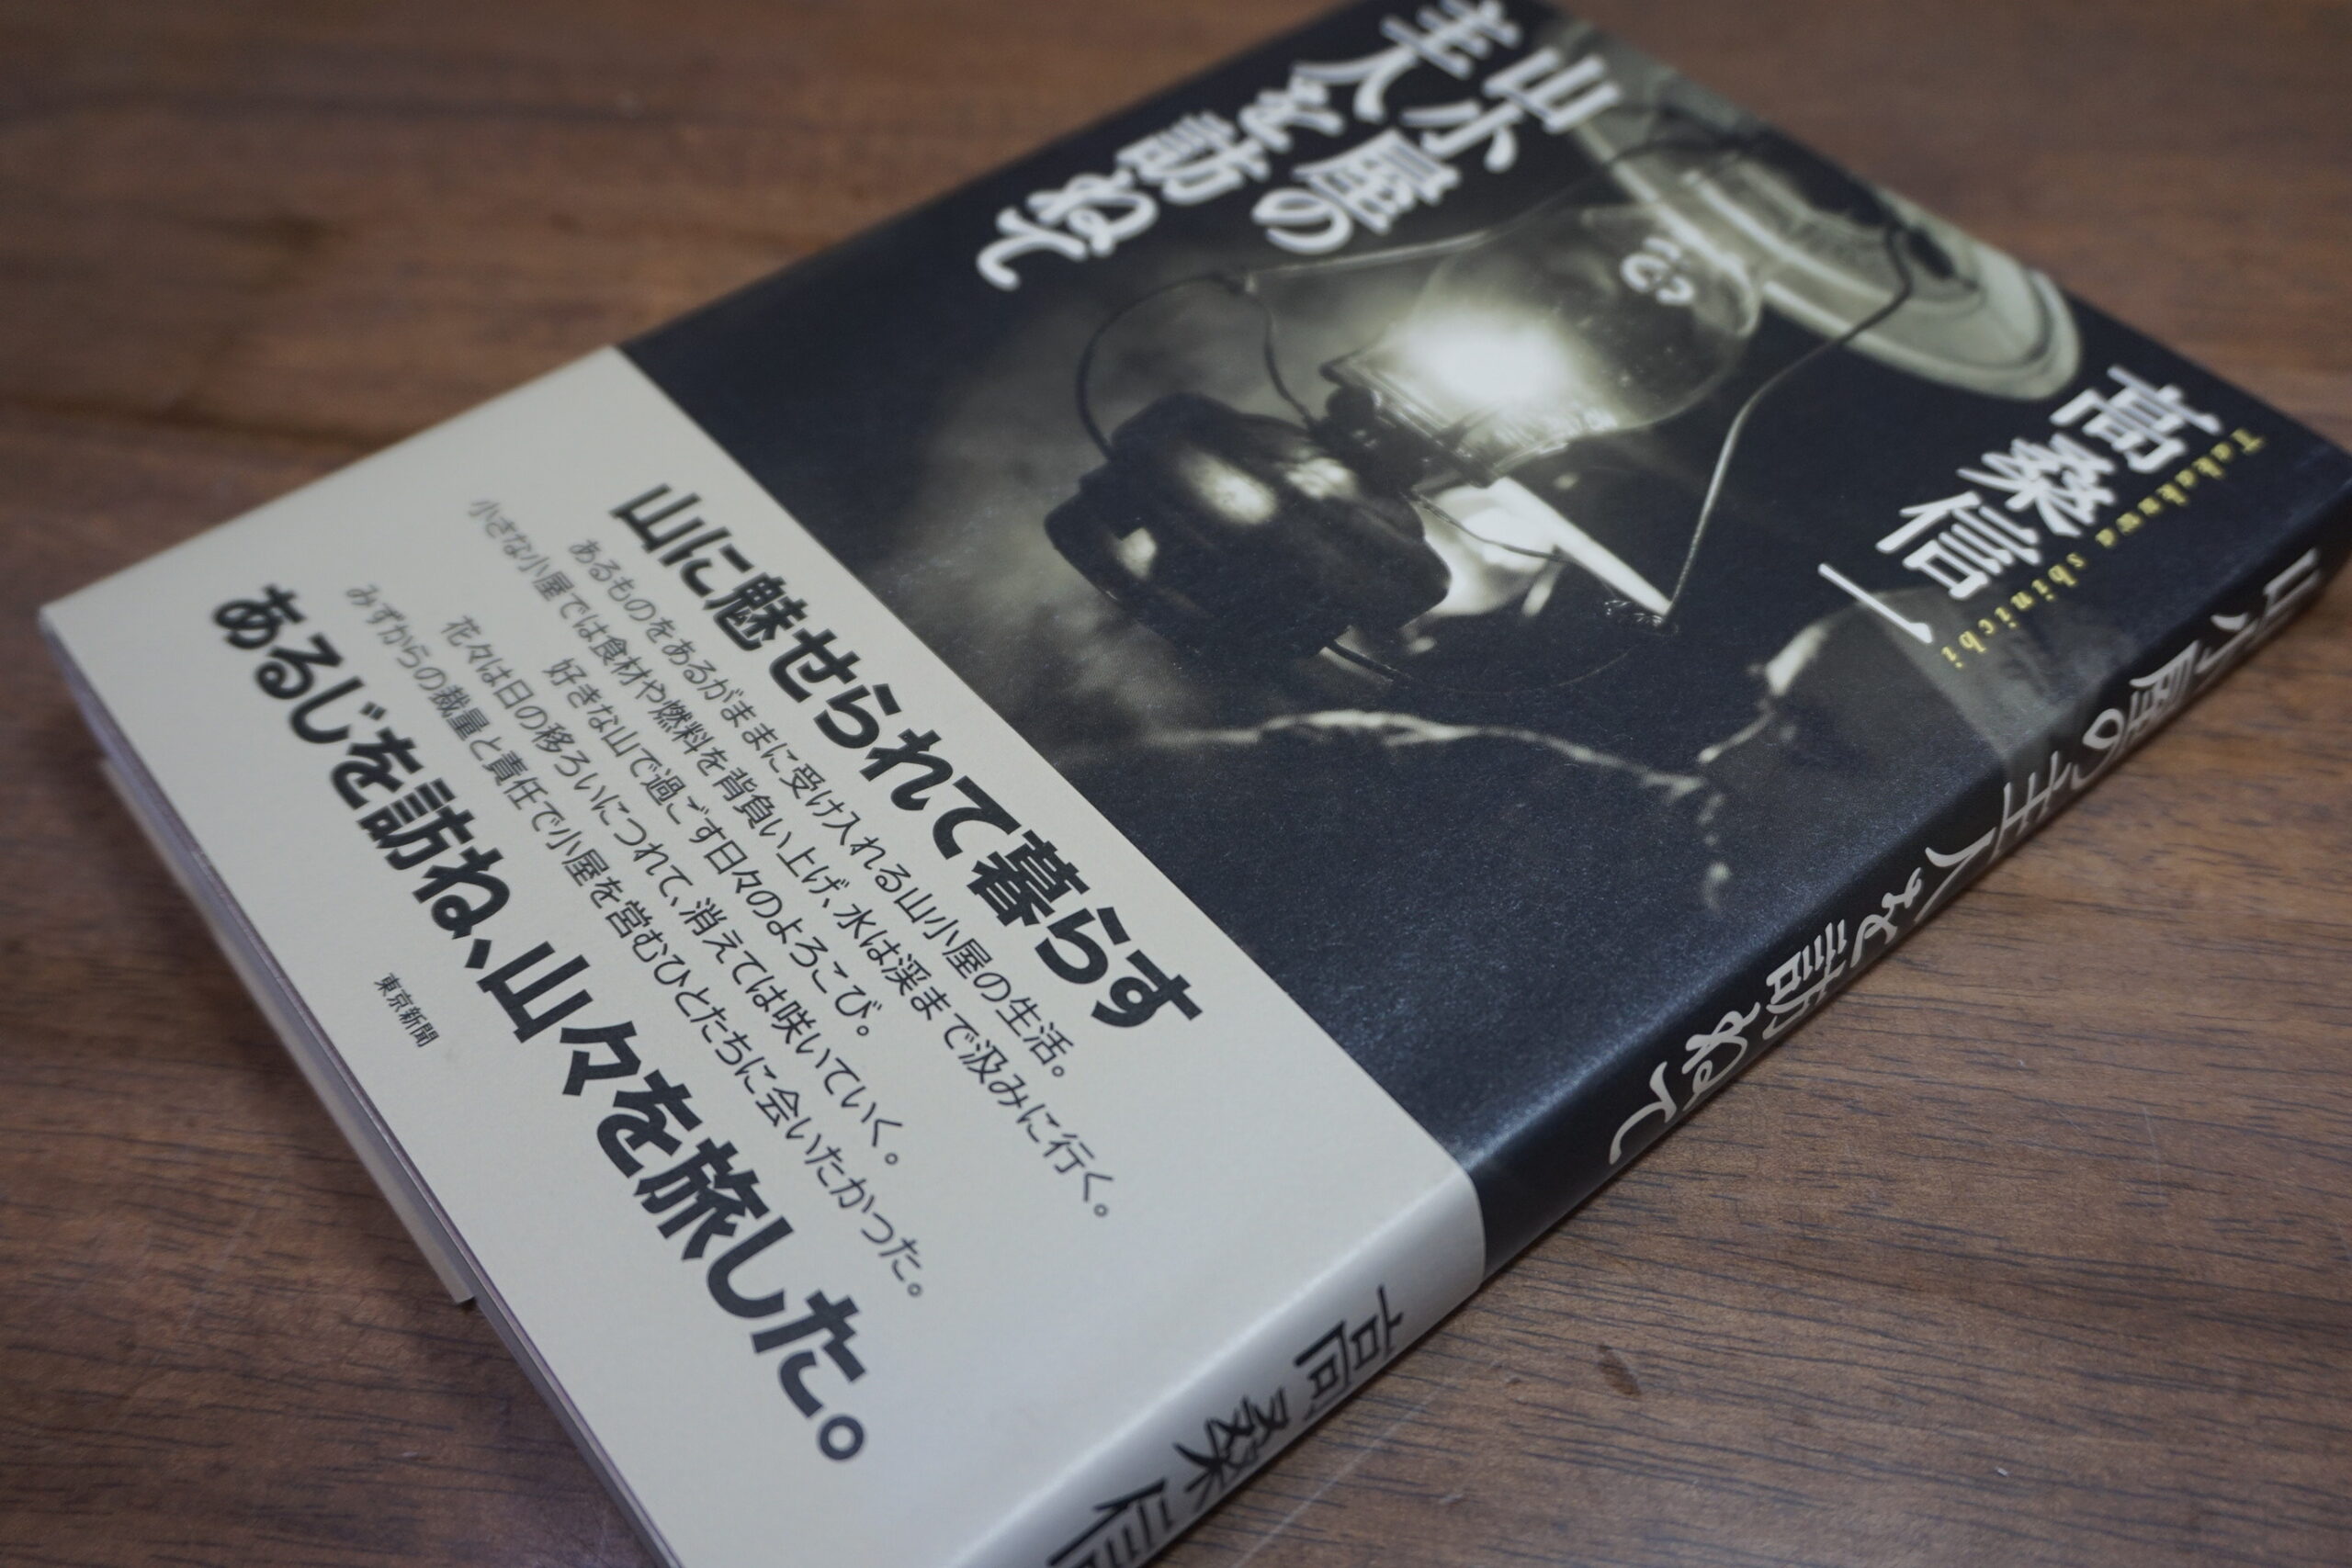 山小屋の
主人を訪ねて
高桑信一
Takakuwa shinichi
山に魅せられて暮らす
あるものをあるがままに受け入れる山小屋の生活。
小さな小屋では食材や燃料を背負い上げ、水は渓まで汲みに行く。
好きな山で過ごす日々のよろこび。
花々は日の移ろいにつれて、消えては咲いていく。
みずからの裁量と責任で小屋を営むひとたちに会いたかった。
あるじを訪ね、山々を旅した。
東京新聞
山小屋の主人を訪ねて
高桑信